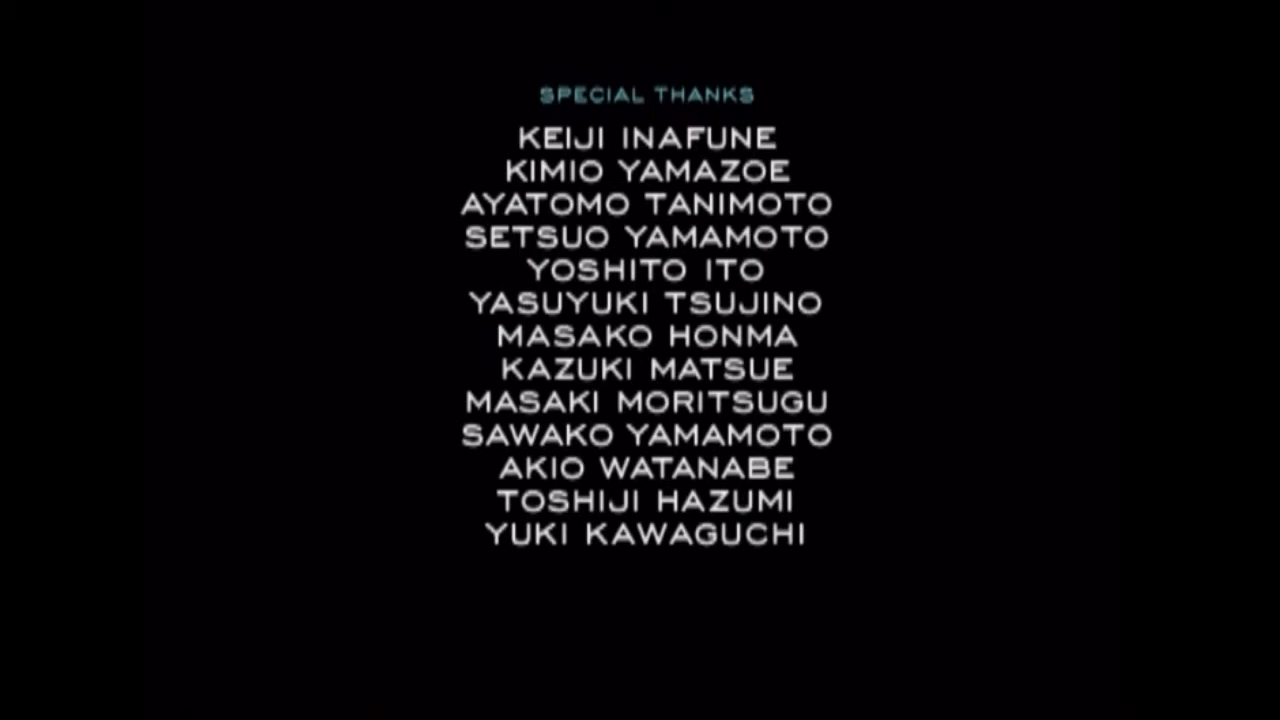 SPECIAL THANKS
KEIJI INAFUNE
KIMIO YAMAZOE
AYATOMO TANIMOTO
SETSUO YAMAMOTO
YOSHITO ITO
YASUYUKI TSUJINO
MASAKO HONMA
KAZUKI MATSUE
MASAKI MORITSUGU
SAWAKO YAMAMOTO
AKIO WATANABE
TOSHIJI HAZUMI
YUKI KAWAGUCHI